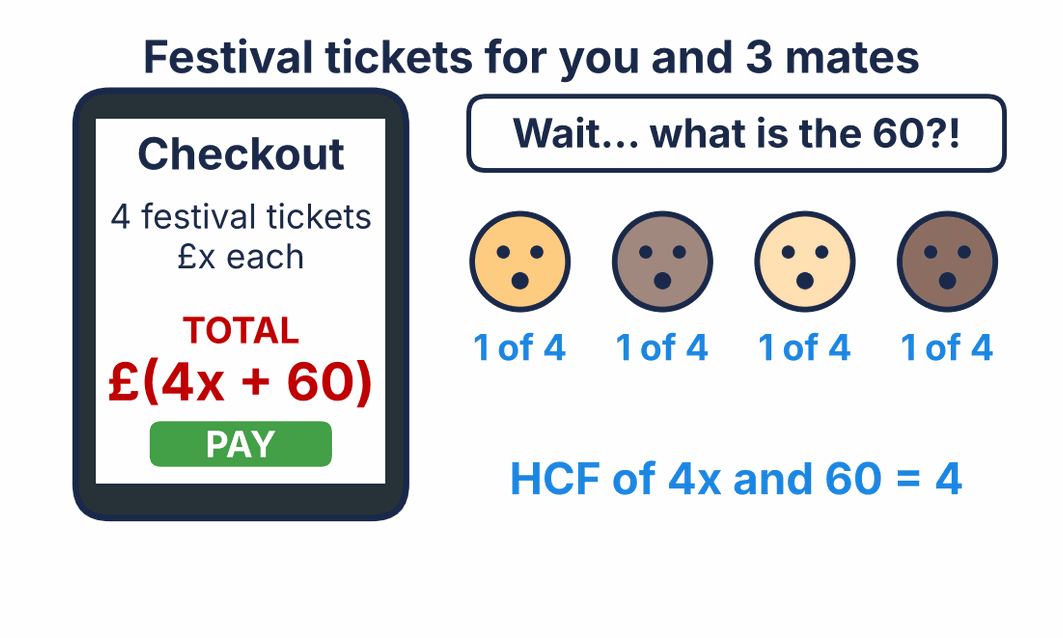 Festival tickets for you and 3 mates
Checkout
4 festival tickets
£x each
TOTAL
£(4x + 60)
PAY
Wait... what is the 60?!
1 of 4
1 of 4
1 of 4
1 of 4
HCF of 4x and 60 = 4